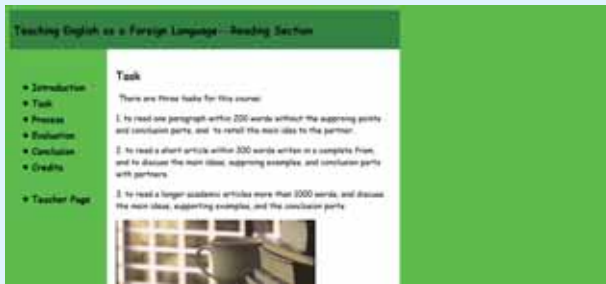 Teaching English as a Foreign Language--Reading Section
Introduction
Task
Process
Evaluation
Conclusion
Credits
Teacher Page
Task
There are three tasks for this course:
1. to read one paragraph within 200 words without the supproing points
and conclusion parts, and to retell the main idea to the partner.
2. to read a short article within 300 words writen in a complete from,
and to discuss the main ideas, supproing examples, and conclusion parts
with partners.
3. to read a longer academic articles more than 1000 words, and discuss
the main ideas, supporting examples, and the conclusion parts.